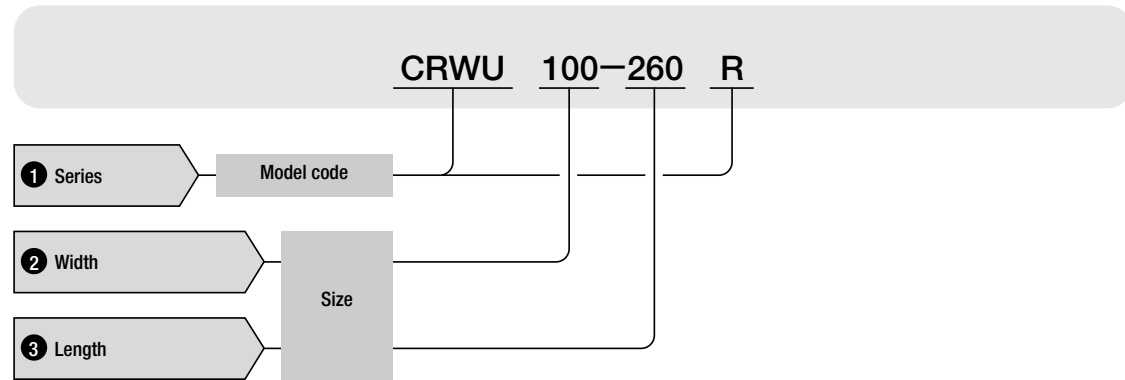 CRWU 100-260 R
1 Series
Model code
2 Width
Size
3 Length